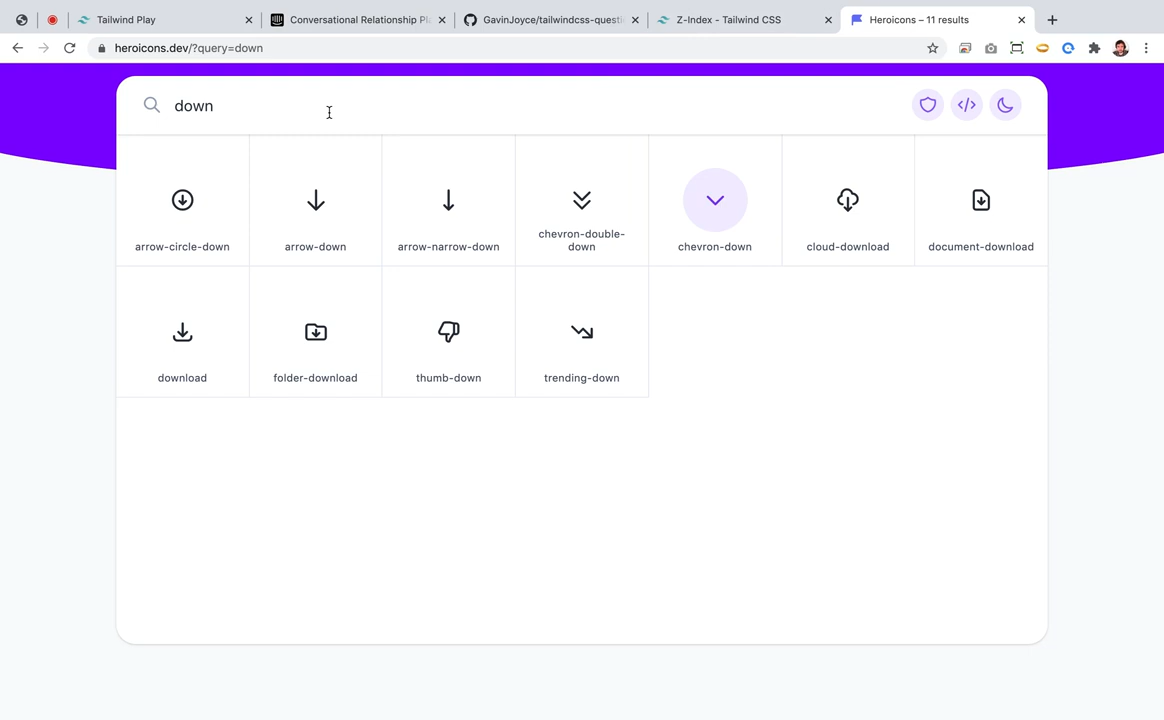 Tailwind Play
Conversational Relationship Pl
GavinJoyce/tailwindcss-questi
Z-Index - Tailwind CSS
Heroicons – 11 results
heroicons.dev/?query=down
down
arrow-circle-down
arrow-down
arrow-narrow-down
chevron-double-
down
chevron-down
cloud-download
document-download
download
folder-download
thumb-down
trending-down